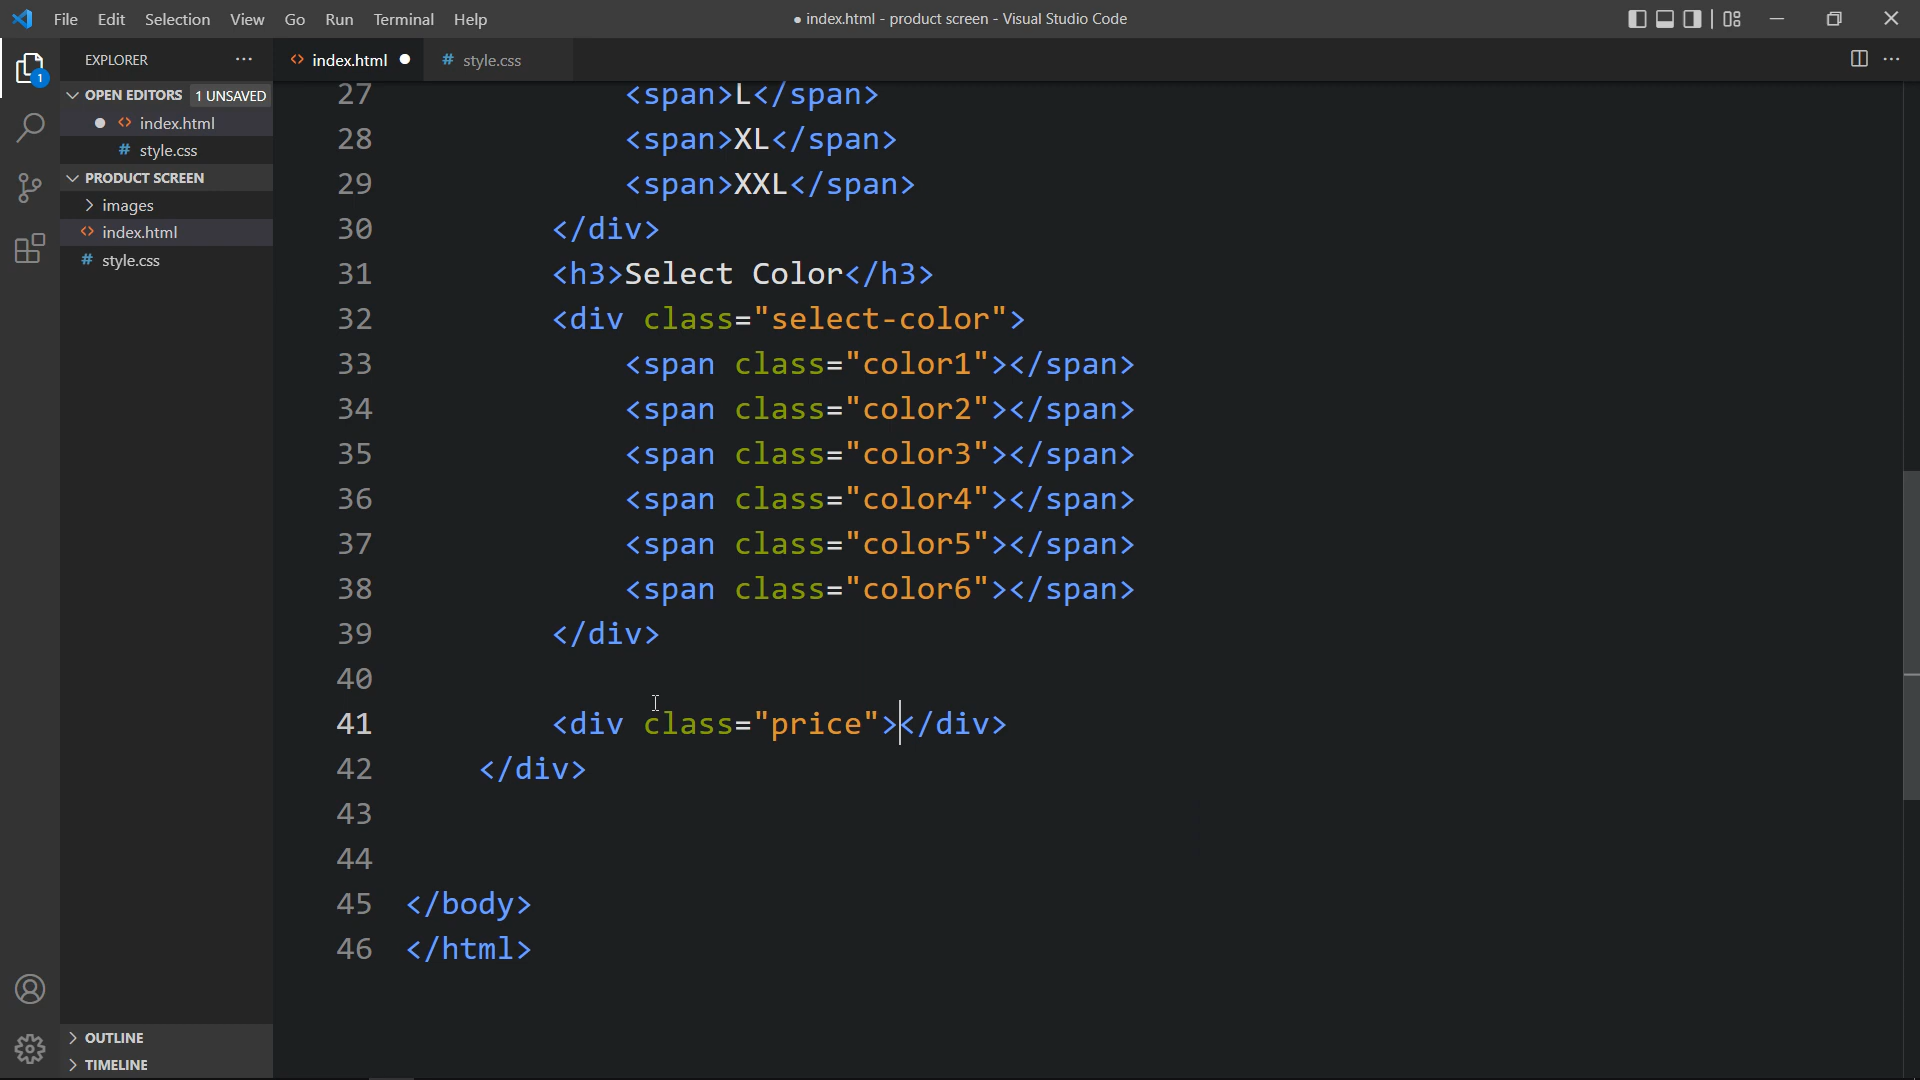 File Edit Selection View Go Run Terminal Help
● index.html - product screen - Visual Studio Code
EXPLORER ···
1
index.html ●
# style.css
OPEN EDITORS 1 UNSAVED
● <> index.html
# style.css
PRODUCT SCREEN
> images
<> index.html
# style.css
27 <span>L</span>
28 <span>XL</span>
29 <span>XXL</span>
30 </div>
31 <h3>Select Color</h3>
32 <div class="select-color">
33 <span class="color1"></span>
34 <span class="color2"></span>
35 <span class="color3"></span>
36 <span class="color4"></span>
37 <span class="color5"></span>
38 <span class="color6"></span>
39 </div>
40
41 <div class="price"></div>
42 </div>
43
44
45 </body>
46 </html>
OUTLINE
TIMELINE